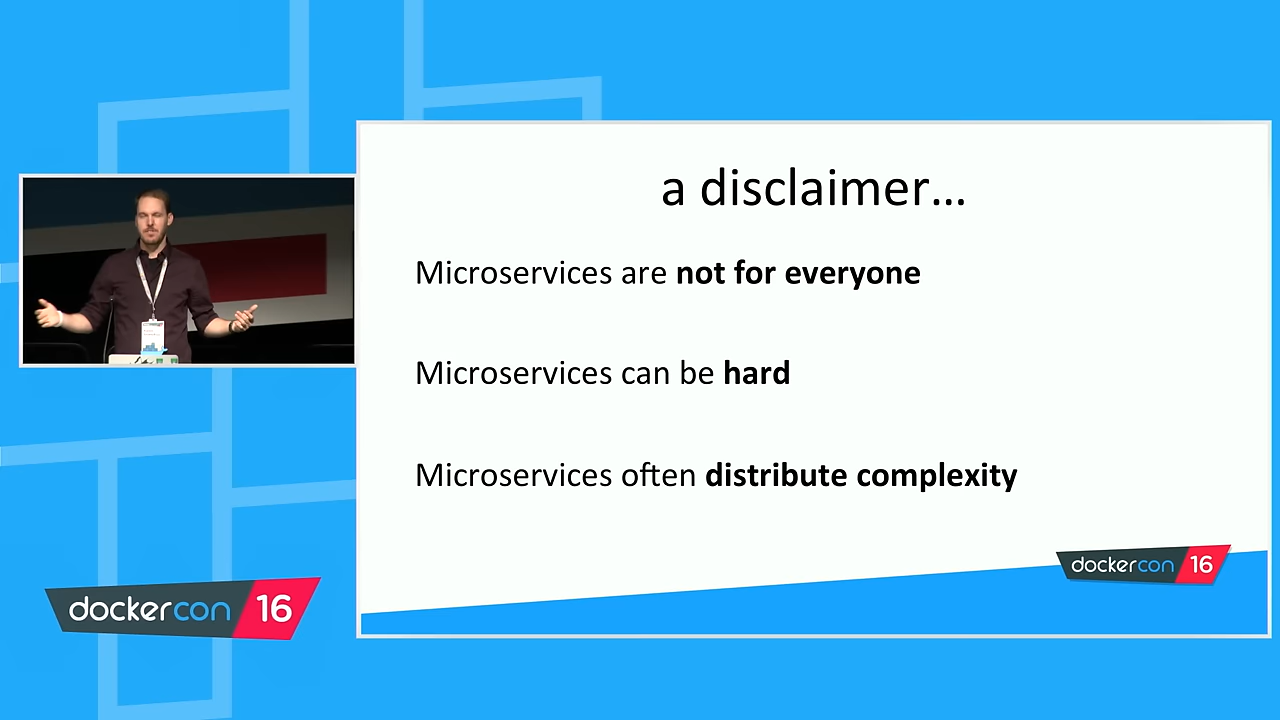 a disclaimer…
Microservices are not for everyone
Microservices can be hard
Microservices often distribute complexity
dockercon 16
dockercon 16